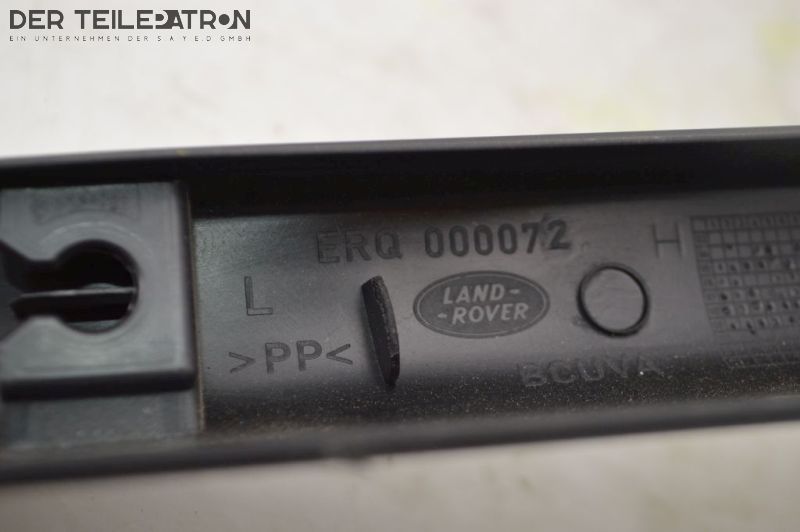 DER TEILEPATRON
EIN UNTERNEHMEN DER S A Y E.D GMBH
ERQ 000072
H
L
LAND-
-ROVER
>PP<
BCUVA